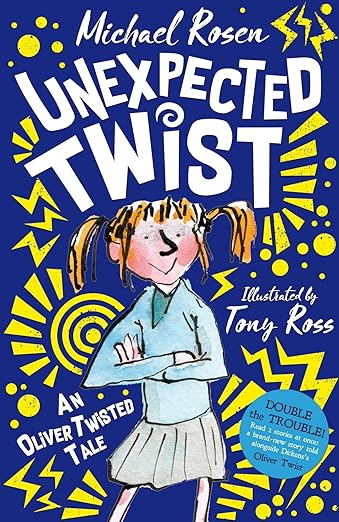 Michael Rosen
UNEXPECTED
TWiST
Illustrated by
Tony Ross
AN
OLIVER TWISTED
TALE
DOUBLE
the TROUBLE!
Read 2 stories at once:
a brand-new story told
alongside Dickens's
Oliver Twist